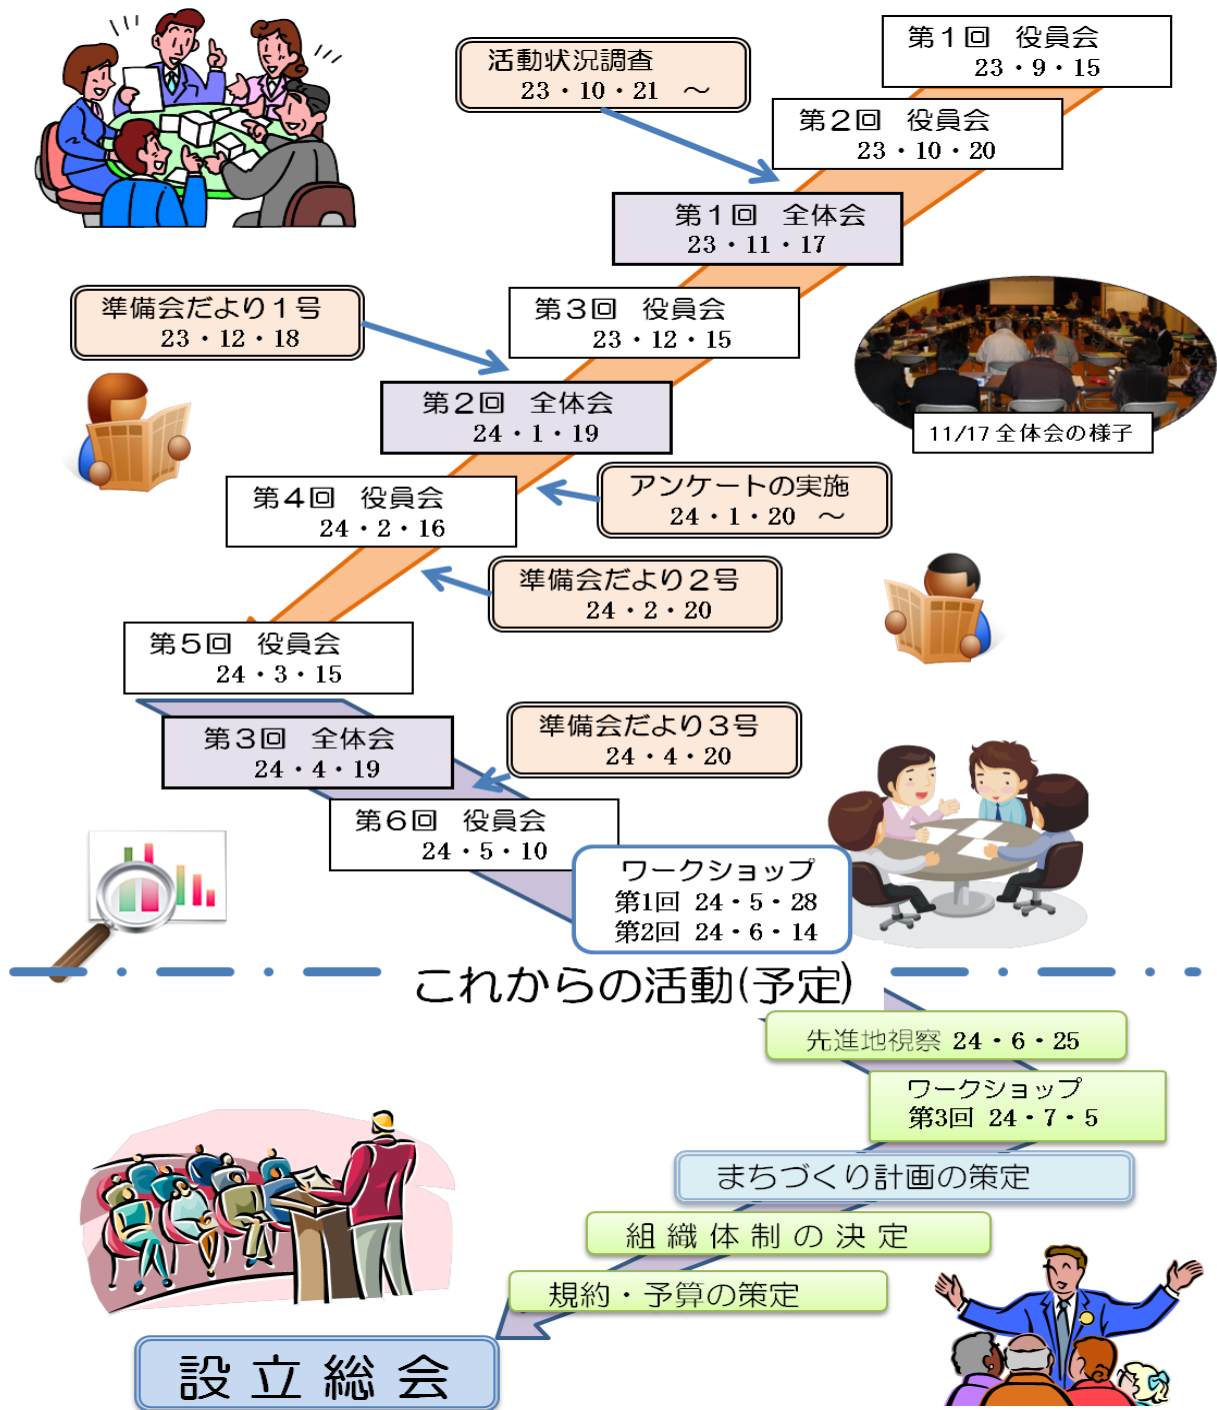 第１回　役員会
23・9・15
活動状況調査
23・10・21　～
第２回　役員会
23・10・20
第１回　全体会
23・11・17
準備会だより１号
23・12・18
第３回　役員会
23・12・15
第２回　全体会
24・1・19
11/17 全体会の様子
第４回　役員会
24・2・16
アンケートの実施
24・1・20　～
準備会だより２号
24・2・20
第５回　役員会
24・3・15
第３回　全体会
24・4・19
準備会だより３号
24・4・20
第６回　役員会
24・5・10
ワークショップ
第1回 24・5・28
第2回 24・6・14
これからの活動(予定)
先進地視察 24・6・25
ワークショップ
第3回 24・7・5
まちづくり計画の策定
組織体制の決定
規約・予算の策定
設立総会